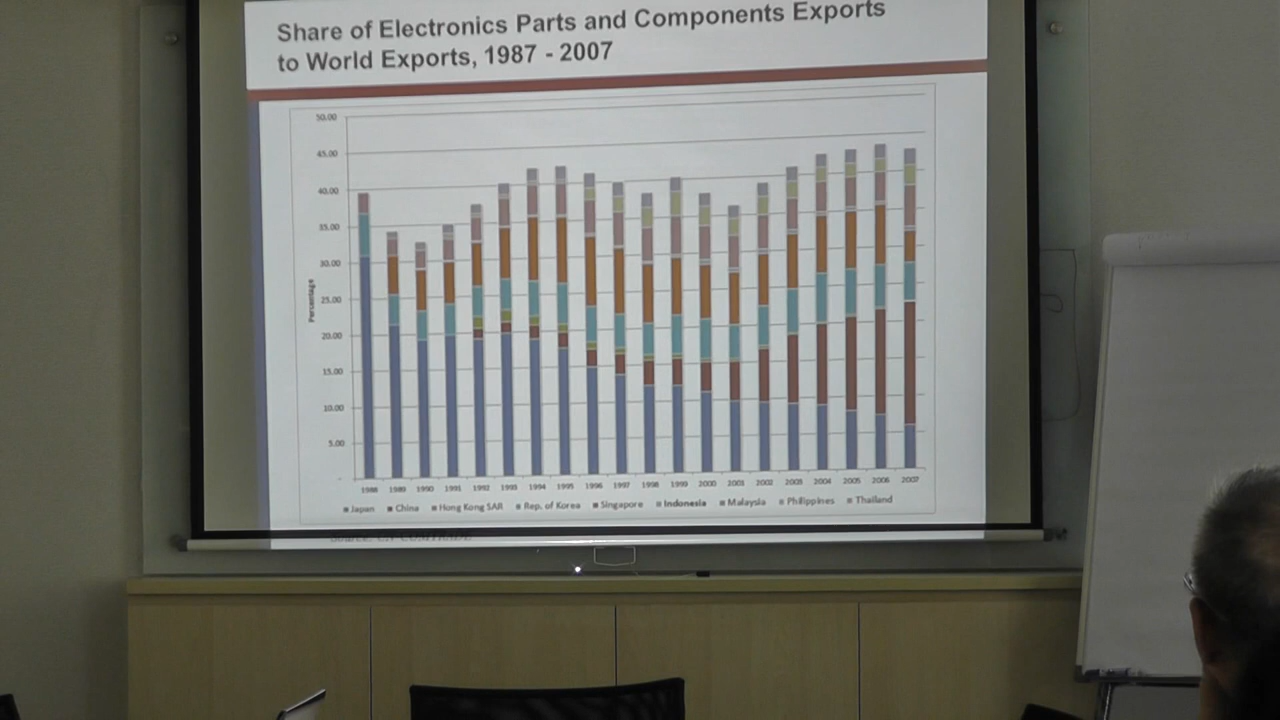 Share of Electronics Parts and Components Exports
to World Exports, 1987 - 2007
50.00
45.00
40.00
35.00
30.00
25.00
20.00
15.00
10.00
5.00
-
Percentage
1988 1989 1990 1991 1992 1993 1994 1995 1996 1997 1998 1999 2000 2001 2002 2003 2004 2005 2006 2007
Japan China Hong Kong SAR Rep. of Korea Singapore Indonesia Malaysia Philippines Thailand